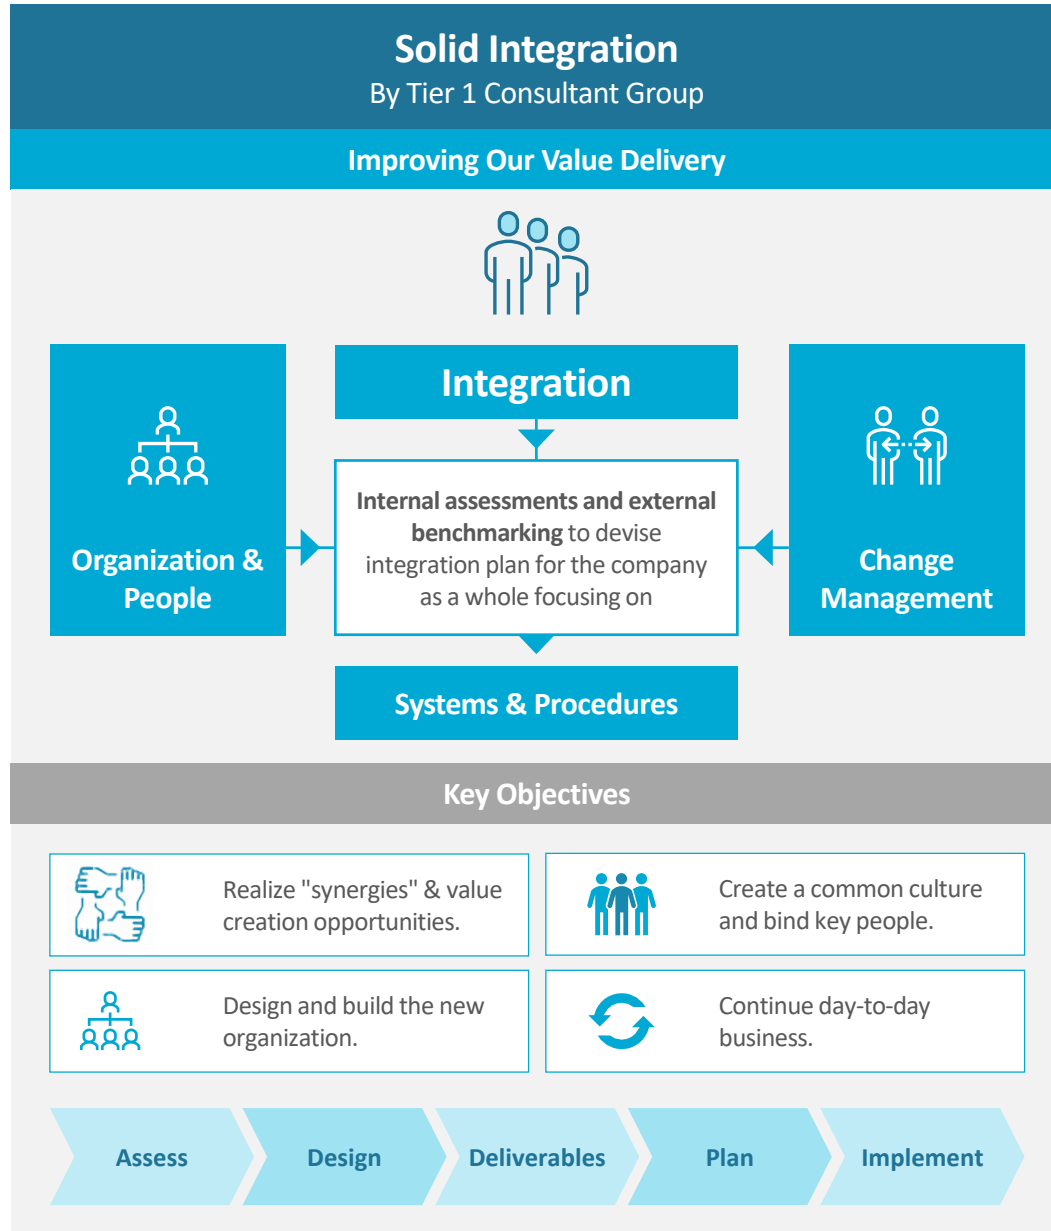 Solid Integration
By Tier 1 Consultant Group
Improving Our Value Delivery
Integration
Organization &
People
Internal assessments and external
benchmarking to devise
integration plan for the company
as a whole focusing on
Change
Management
Systems & Procedures
Key Objectives
Realize "synergies" & value
creation opportunities.
Create a common culture
and bind key people.
Design and build the new
organization.
Continue day-to-day
business.
Assess
Design
Deliverables
Plan
Implement